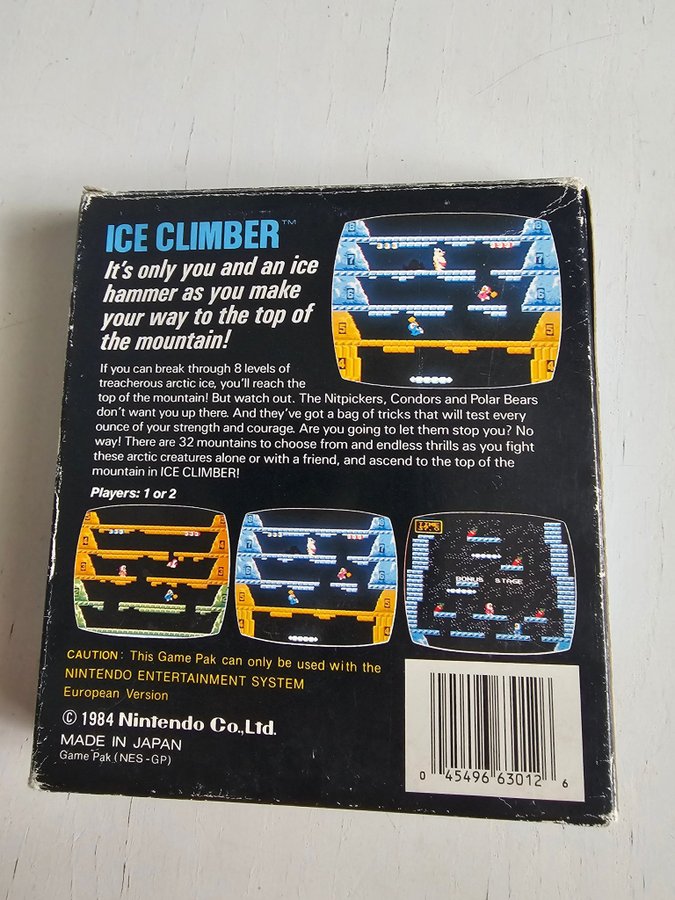 ICE CLIMBER™
It's only you and an ice
hammer as you make
your way to the top of
the mountain!
If you can break through 8 levels of
treacherous arctic ice, you'll reach the
top of the mountain! But watch out. The Nitpickers, Condors and Polar Bears
don't want you up there. And they've got a bag of tricks that will test every
ounce of your strength and courage. Are you going to let them stop you? No
way! There are 32 mountains to choose from and endless thrills as you fight
these arctic creatures alone or with a friend, and ascend to the top of the
mountain in ICE CLIMBER!
Players: 1 or 2
BONUS STAGE
CAUTION: This Game Pak can only be used with the
NINTENDO ENTERTAINMENT SYSTEM
European Version
© 1984 Nintendo Co.,Ltd.
MADE IN JAPAN
Game Pak (NES-GP)
0 45496 63012 6